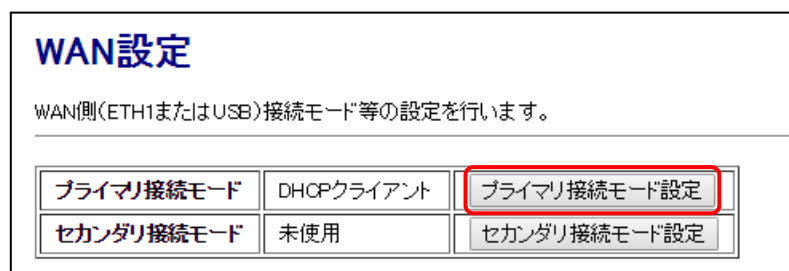 WAN設定
WAN側(ETH1またはUSB)接続モード等の設定を行います。
プライマリ接続モード DHCPクライアント プライマリ接続モード設定
セカンダリ接続モード 未使用 セカンダリ接続モード設定